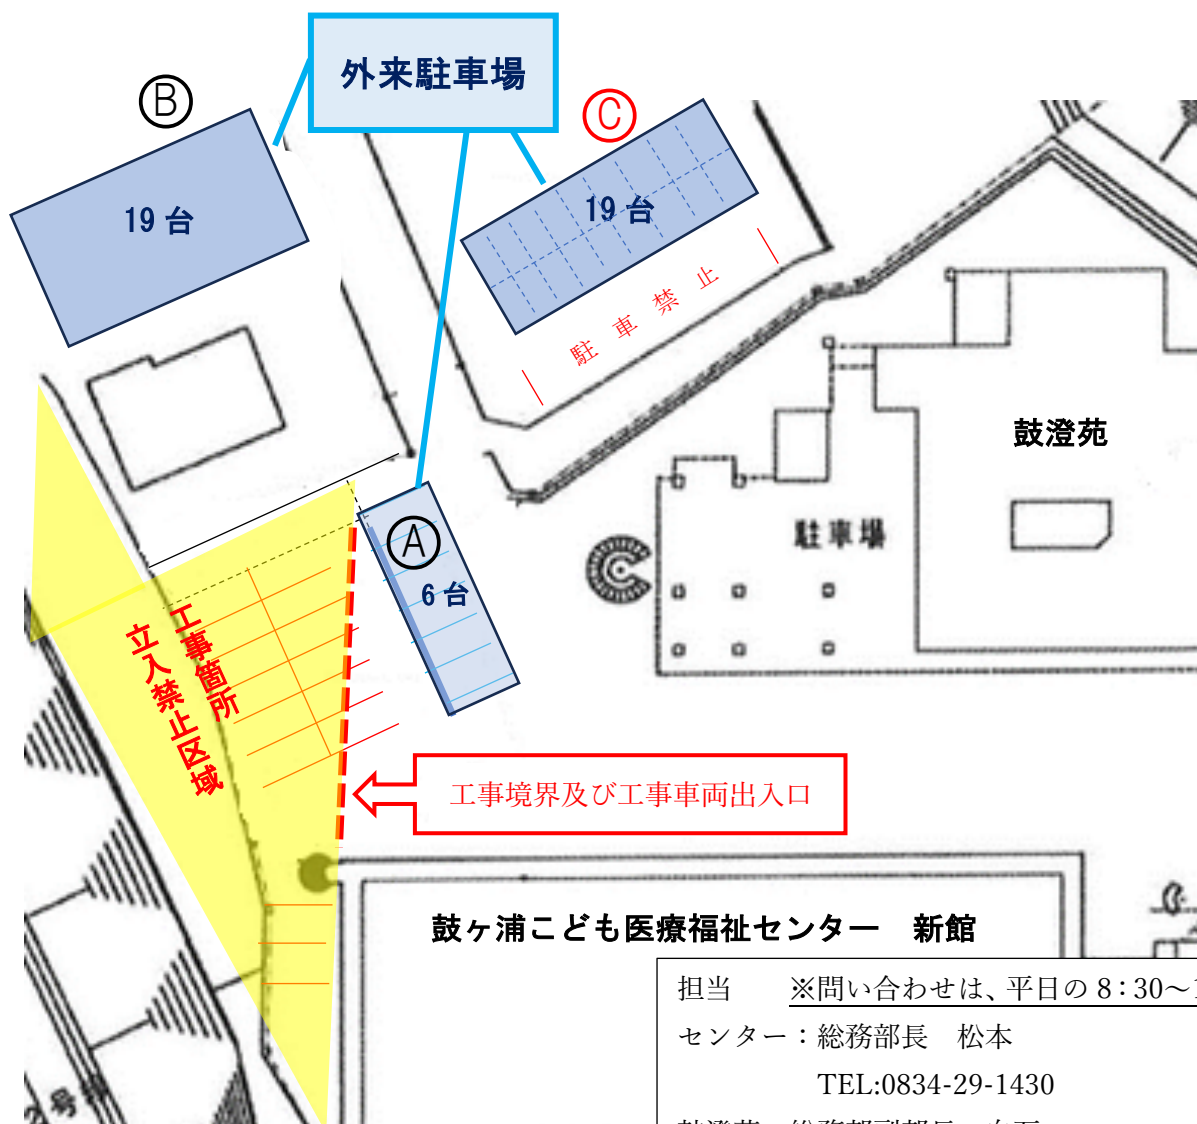 外来駐車場
B
C
19 台
19 台
駐車禁止
鼓澄苑
A
駐車場
6 台
工事箇所
立入禁止区域
工事境界及び工事車両出入口
鼓ヶ浦こども医療福祉センター 新館
担当 ※問い合わせは、平日の 8：30～
センター：総務部長 松本
TEL:0834-29-1430
号